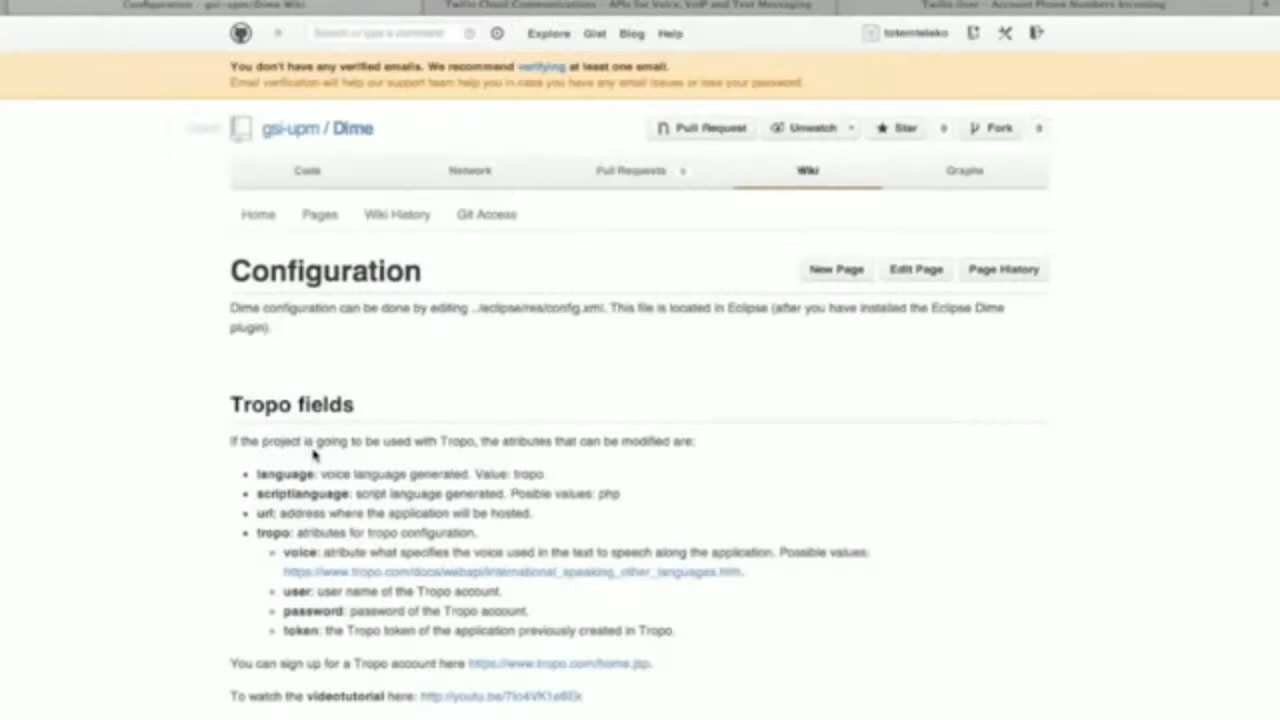 Configuration · gsi-upm/Dime Wiki
Twilio Cloud Communications - APIs for Voice, VoIP and Text Messaging
Twilio User - Account Phone Numbers Incoming
Search or type a command
Explore Gist Blog Help
totemteleko
You don't have any verified emails. We recommend verifying at least one email.
Email verification will help our support team help you in case you have any email issues or lose your password.
gsi-upm / Dime
Pull Request Unwatch Star 0 Fork 0
Code Network Pull Requests 0 Wiki Graphs
Home Pages Wiki History Git Access
Configuration
New Page Edit Page Page History
Dime configuration can be done by editing ../eclipse/res/config.xml. This file is located in Eclipse (after you have installed the Eclipse Dime
plugin).
Tropo fields
If the project is going to be used with Tropo, the atributes that can be modified are:
language: voice language generated. Value: tropo.
scriptlanguage: script language generated. Posible values: php
url: address where the application will be hosted.
tropo: atributes for tropo configuration.
voice: atribute what specifies the voice used in the text to speech along the application. Possible values:
https://www.tropo.com/docs/webapi/international_speaking_other_languages.htm.
user: user name of the Tropo account.
password: password of the Tropo account.
token: the Tropo token of the application previously created in Tropo.
You can sign up for a Tropo account here https://www.tropo.com/home.jsp.
To watch the videotutorial here: